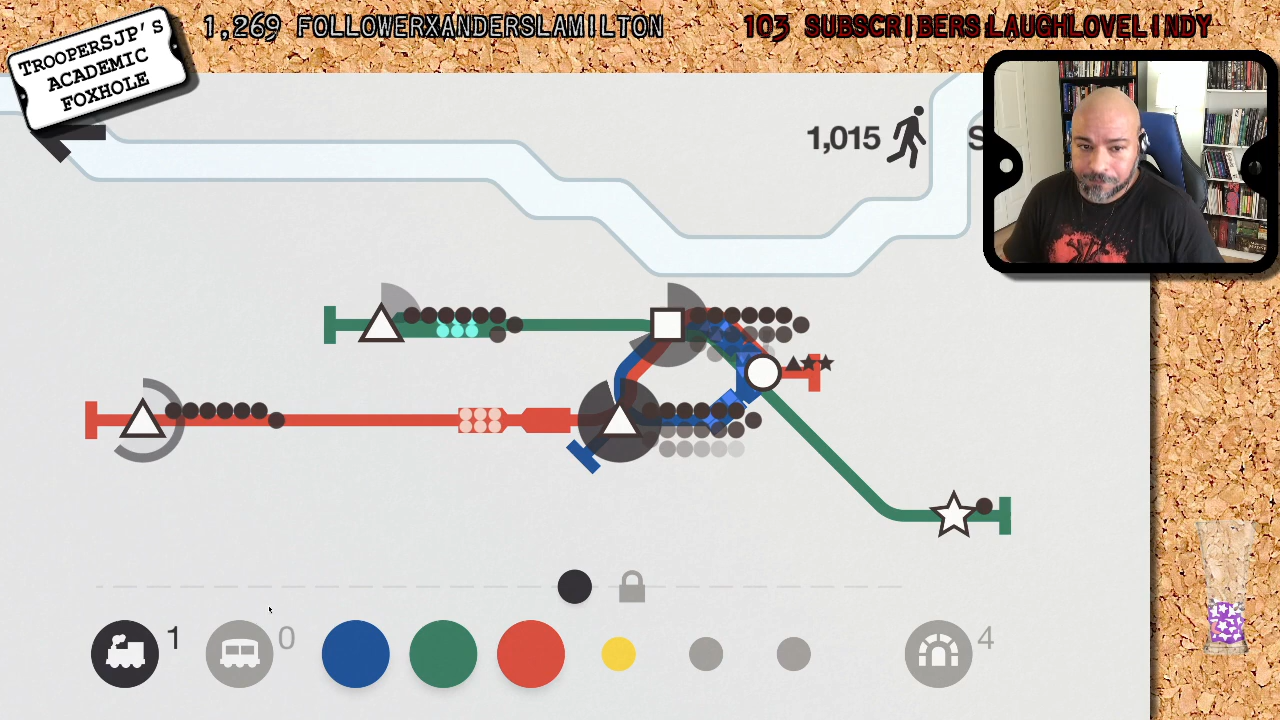 TROOPERSJP'S
ACADEMIC
FOXHOLE
1,269 FOLLOWERXANDERSLAMILTON
103 SUBSCRIBERS:LAUGHLOVELINDY
1,015
S
1
0
4